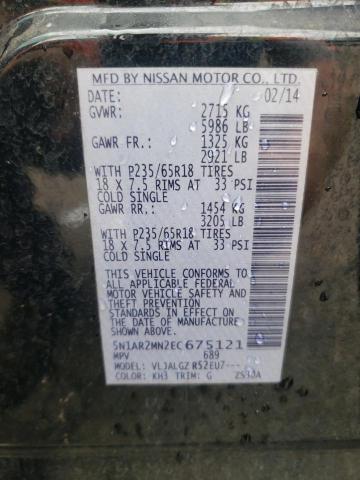 MFD BY NISSAN MOTOR CO., LTD.
DATE: 02/14
GVWR: 2715 KG
5986 LB
GAWR FR: 1325 KG
2921 LB
WITH P235/65R18 TIRES
18 X 7.5 RIMS AT 33 PSI
COLD SINGLE
GAWR RR: 1454 KG
3205 LB
WITH P235/65R18 TIRES
18 X 7.5 RIMS AT 33 PSI
COLD SINGLE
THIS VEHICLE CONFORMS TO
ALL APPLICABLE FEDERAL
MOTOR VEHICLE SAFETY
STANDARDS IN EFFECT ON
THE DATE OF MANUFACTURE
SHOWN ABOVE.
5N1AR2MN2EC675121
MPV 689
MODEL: VLJALGZ R52EU7---
COLOR: KH3 TRIM: G